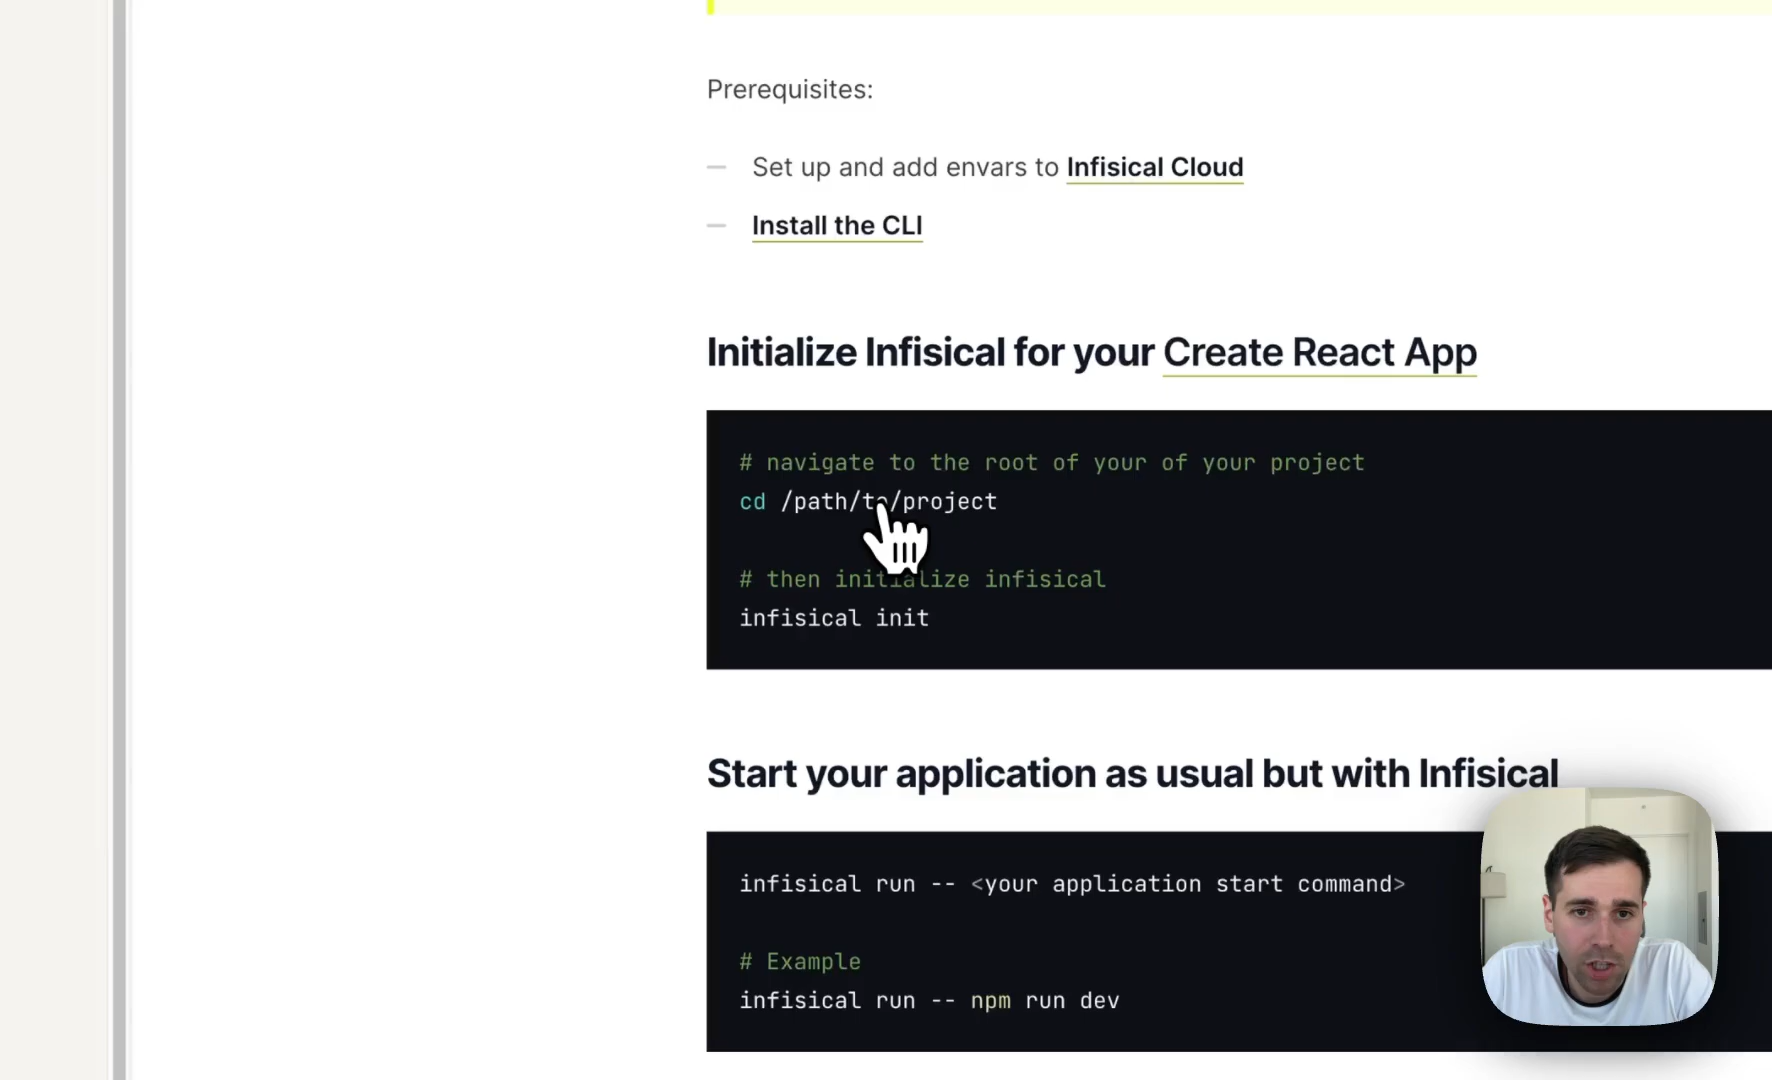 Prerequisites:
Set up and add envars to Infisical Cloud
Install the CLI
Initialize Infisical for your Create React App
# navigate to the root of your of your project
cd /path/to/project
# then initialize infisical
infisical init
Start your application as usual but with Infisical
infisical run -- <your application start command>
# Example
infisical run -- npm run dev